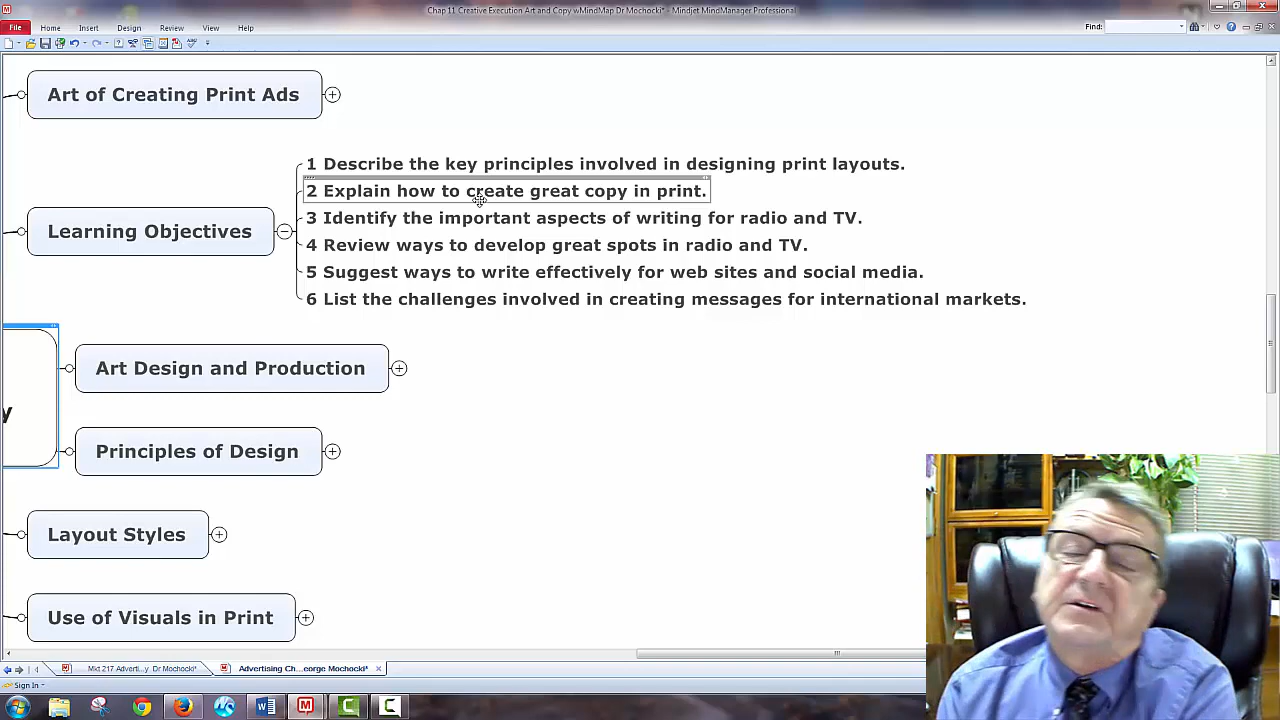 Chap 11 Creative Execution Art and Copy wMindMap Dr Mochocki* - Mindjet MindManager Professional
File Home Insert Design Review View Find:
Art of Creating Print Ads
Learning Objectives
1 Describe the key principles involved in designing print layouts.
2 Explain how to create great copy in print.
3 Identify the important aspects of writing for radio and TV.
4 Review ways to develop great spots in radio and TV.
5 Suggest ways to write effectively for web sites and social media.
6 List the challenges involved in creating messages for international markets.
y
Art Design and Production
Principles of Design
Layout Styles
Use of Visuals in Print
Mkt 217 Adverti...y Dr Mochocki* Advertising Ch...eorge Mochocki*
Sign In